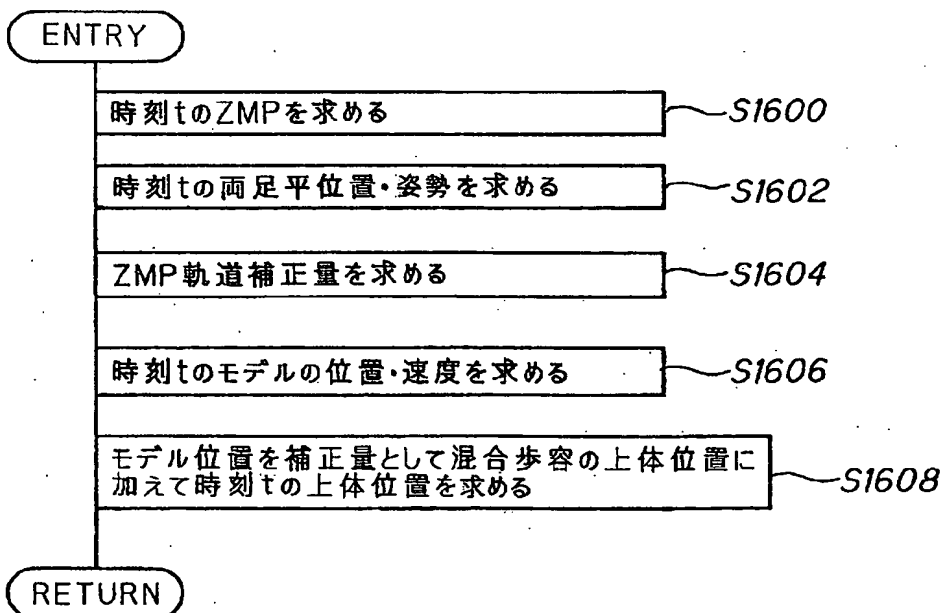 ENTRY
時刻tのZMPを求める
S1600
時刻tの両足平位置・姿勢を求める
S1602
ZMP軌道補正量を求める
S1604
時刻tのモデルの位置・速度を求める
S1606
モデル位置を補正量として混合歩容の上体位置に
加えて時刻tの上体位置を求める
S1608
RETURN